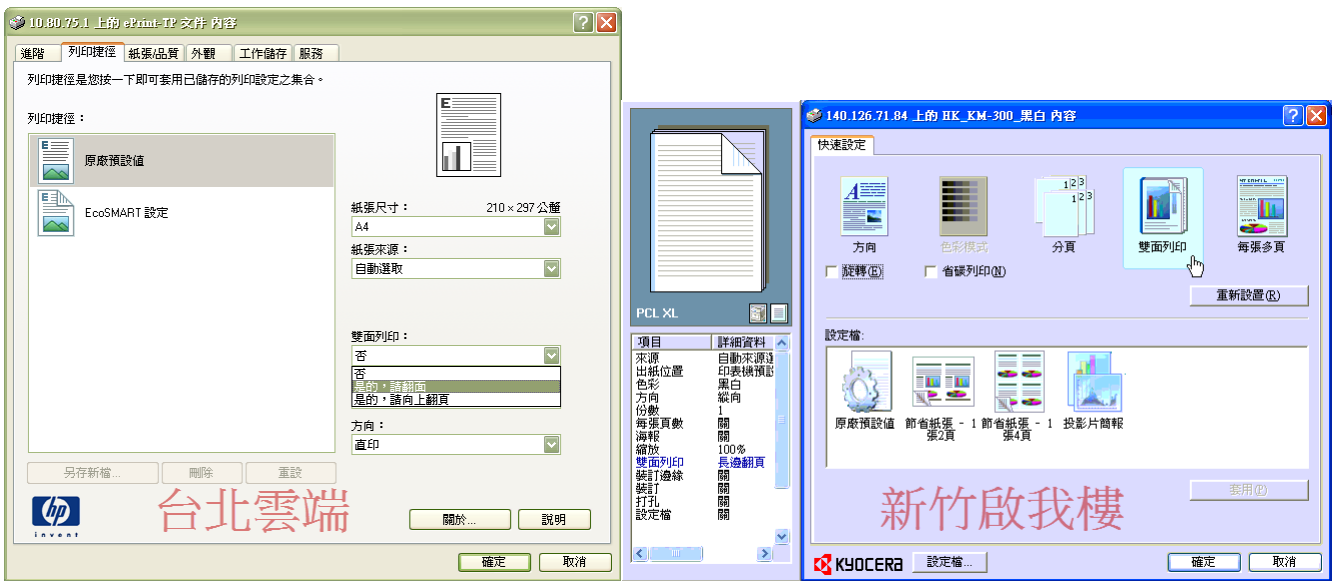 10.80.75.1 上的 ePrint-TP 文件 內容
進階 列印捷徑 紙張/品質 外觀 工作儲存 服務
列印捷徑是您按一下即可套用已儲存的列印設定之集合。
列印捷徑：
原廠預設值
EcoSMART 設定
E
紙張尺寸： 210 × 297 公釐
A4
紙張來源：
自動選取
雙面列印：
否
否
是的，請翻面
是的，請向上翻頁
方向：
直印
另存新檔... 刪除 重設
台北雲端
hp
invent
關於... 說明
確定 取消
PCL XL
項目 詳細資料
來源 自動來源選
出紙位置 印表機預設
色彩 黑白
方向 縱向
份數 1
每張頁數 關
海報 關
縮放 100%
雙面列印 長邊翻頁
裝訂邊緣 關
裝訂 關
打孔 關
設定檔 關
140.126.71.84 上的 HK_KM-300_黑白 內容
快速設定
方向 色彩模式 分頁 雙面列印 每張多頁
旋轉(E) 省碳列印(N)
重新設置(R)
設定檔:
原廠預設值 節省紙張 - 1張2頁 節省紙張 - 1張4頁 投影片簡報
套用(P)
新竹啟我樓
KYOCERA 設定檔... 確定 取消